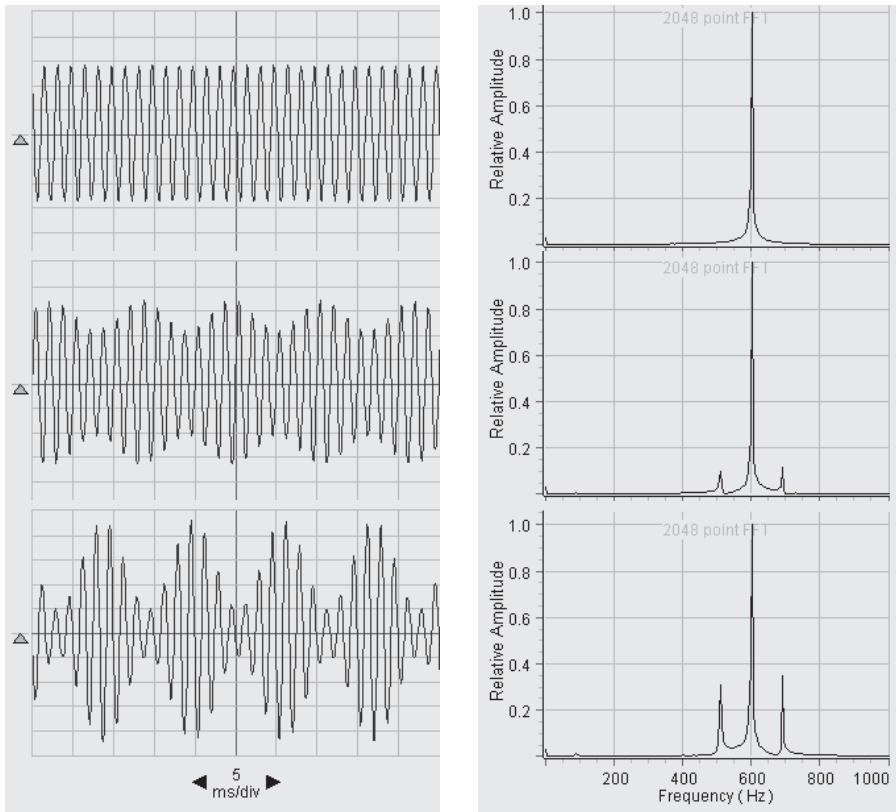 1.0
2048 point FFT
0.8
0.6
0.4
0.2
Relative Amplitude
1.0
2048 point FFT
0.8
0.6
0.4
0.2
Relative Amplitude
1.0
2048 point FFT
0.8
0.6
0.4
0.2
Relative Amplitude
200 400 600 800 1000
Frequency ( Hz )
5
ms/div